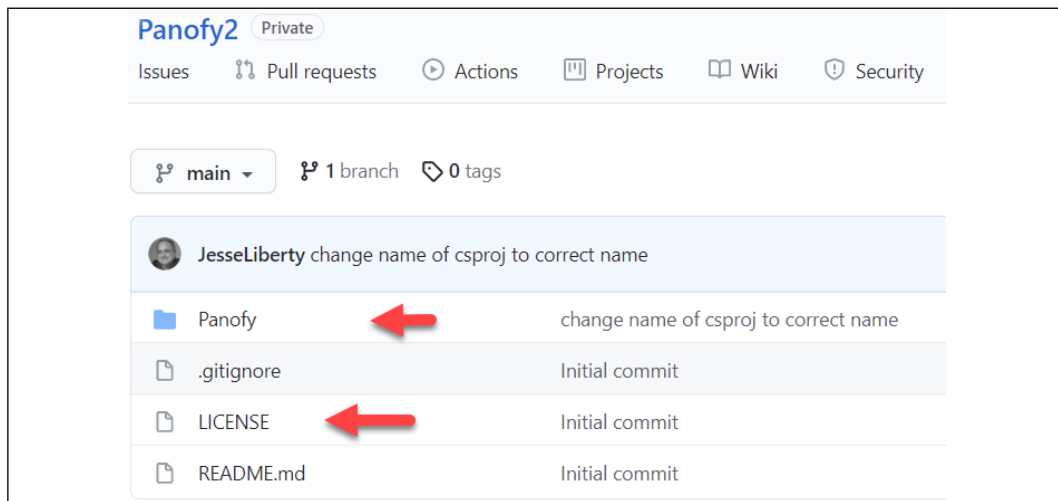 Panofy2 Private
Issues Pull requests Actions Projects Wiki Security
main 1 branch 0 tags
JesseLiberty change name of csproj to correct name
Panofy change name of csproj to correct name
.gitignore Initial commit
LICENSE Initial commit
README.md Initial commit